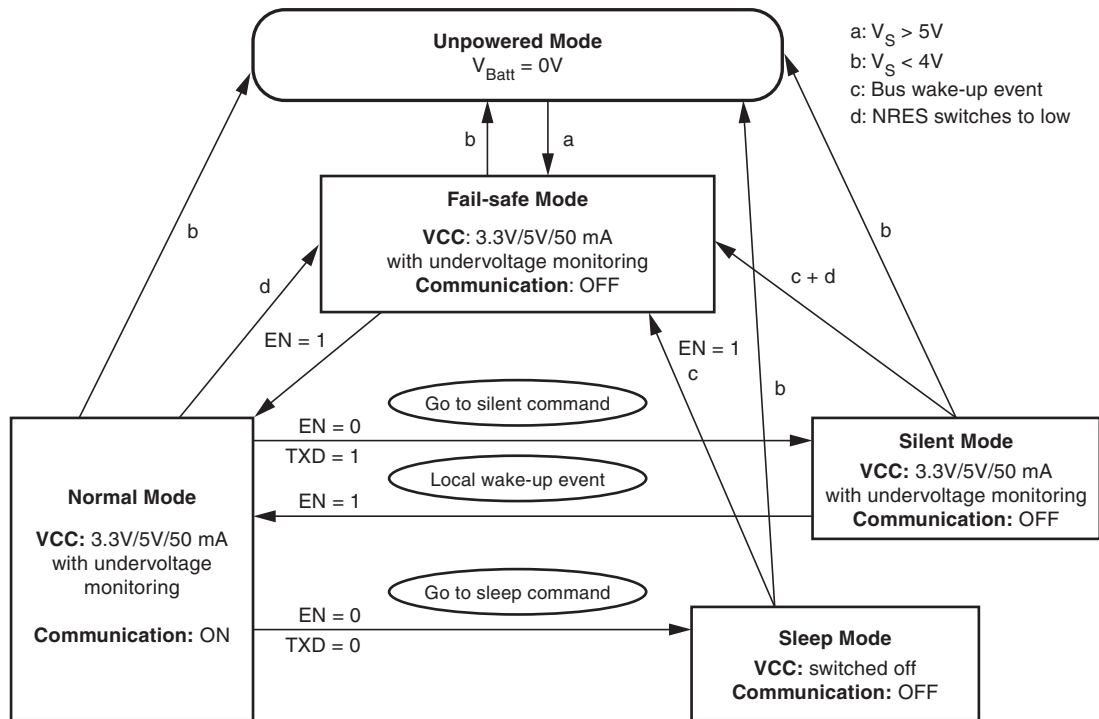 Unpowered Mode
V_Batt = 0V
a: V_S > 5V
b: V_S < 4V
c: Bus wake-up event
d: NRES switches to low
b
a
Fail-safe Mode
VCC: 3.3V/5V/50 mA
with undervoltage monitoring
Communication: OFF
b
d
EN = 1
b
c + d
EN = 1
c
b
Go to silent command
EN = 0
TXD = 1
Local wake-up event
EN = 1
Go to sleep command
EN = 0
TXD = 0
Normal Mode
VCC: 3.3V/5V/50 mA
with undervoltage
monitoring
Communication: ON
Silent Mode
VCC: 3.3V/5V/50 mA
with undervoltage monitoring
Communication: OFF
Sleep Mode
VCC: switched off
Communication: OFF